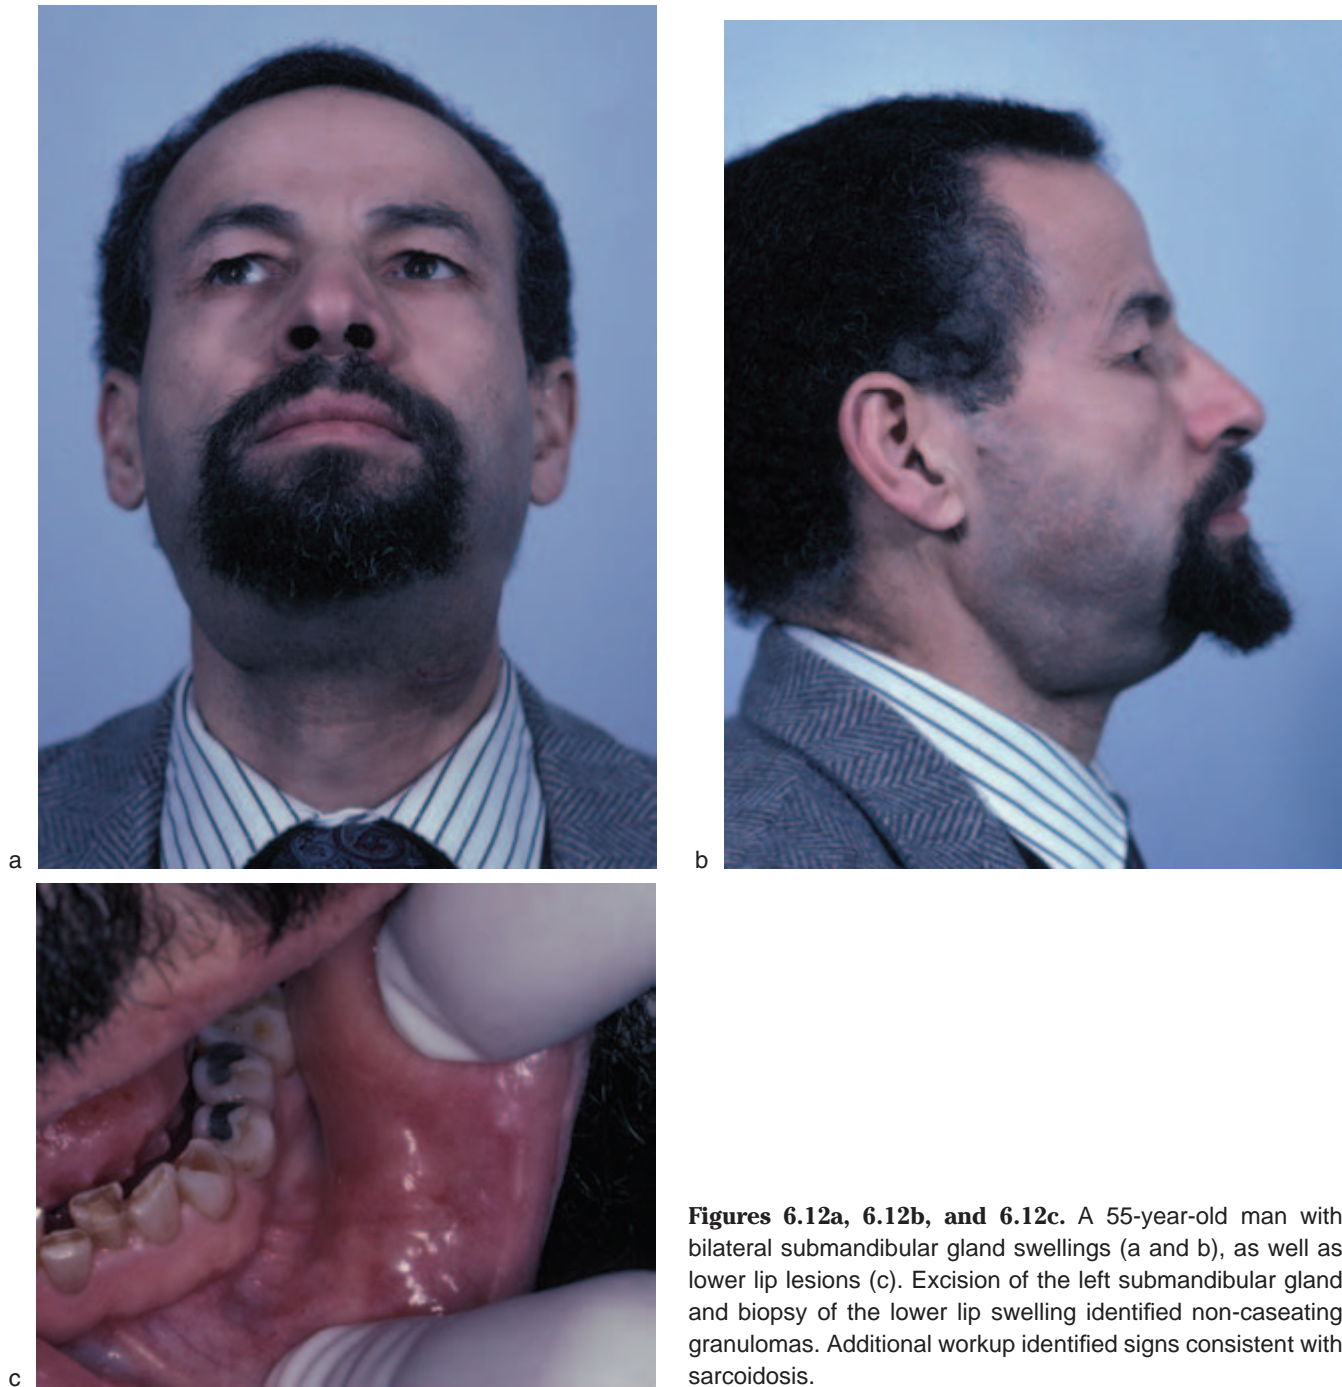 a
b
c
Figures 6.12a, 6.12b, and 6.12c. A 55-year-old man with
bilateral submandibular gland swellings (a and b), as well as
lower lip lesions (c). Excision of the left submandibular gland
and biopsy of the lower lip swelling identified non-caseating
granulomas. Additional workup identified signs consistent with
sarcoidosis.